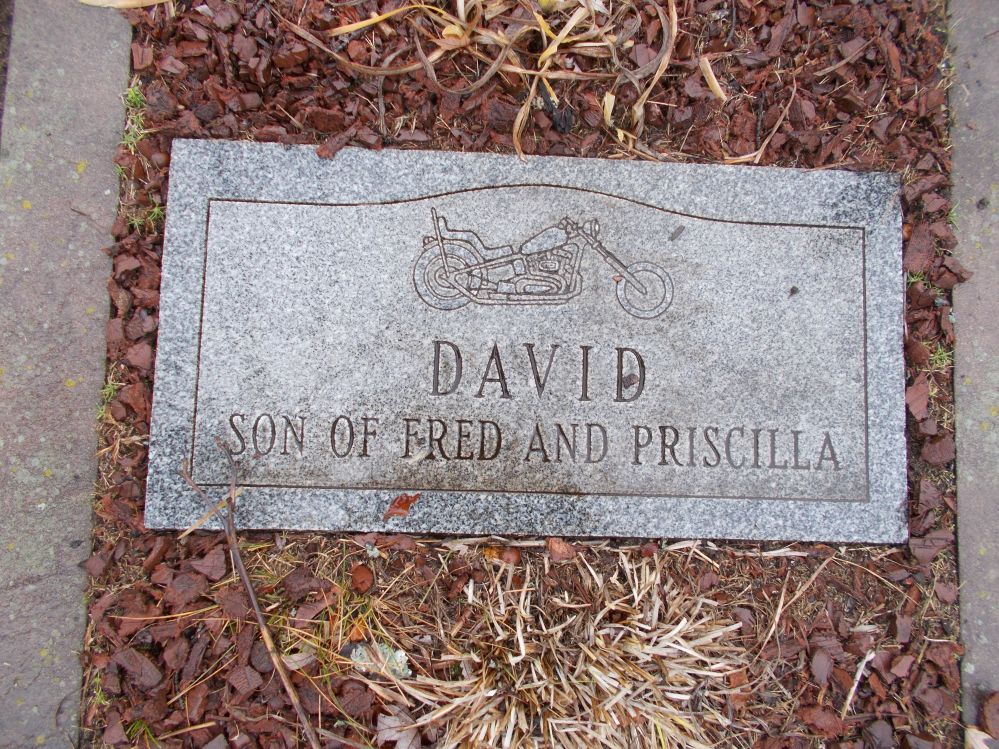 DAVID
SON OF FRED AND PRISCILLA